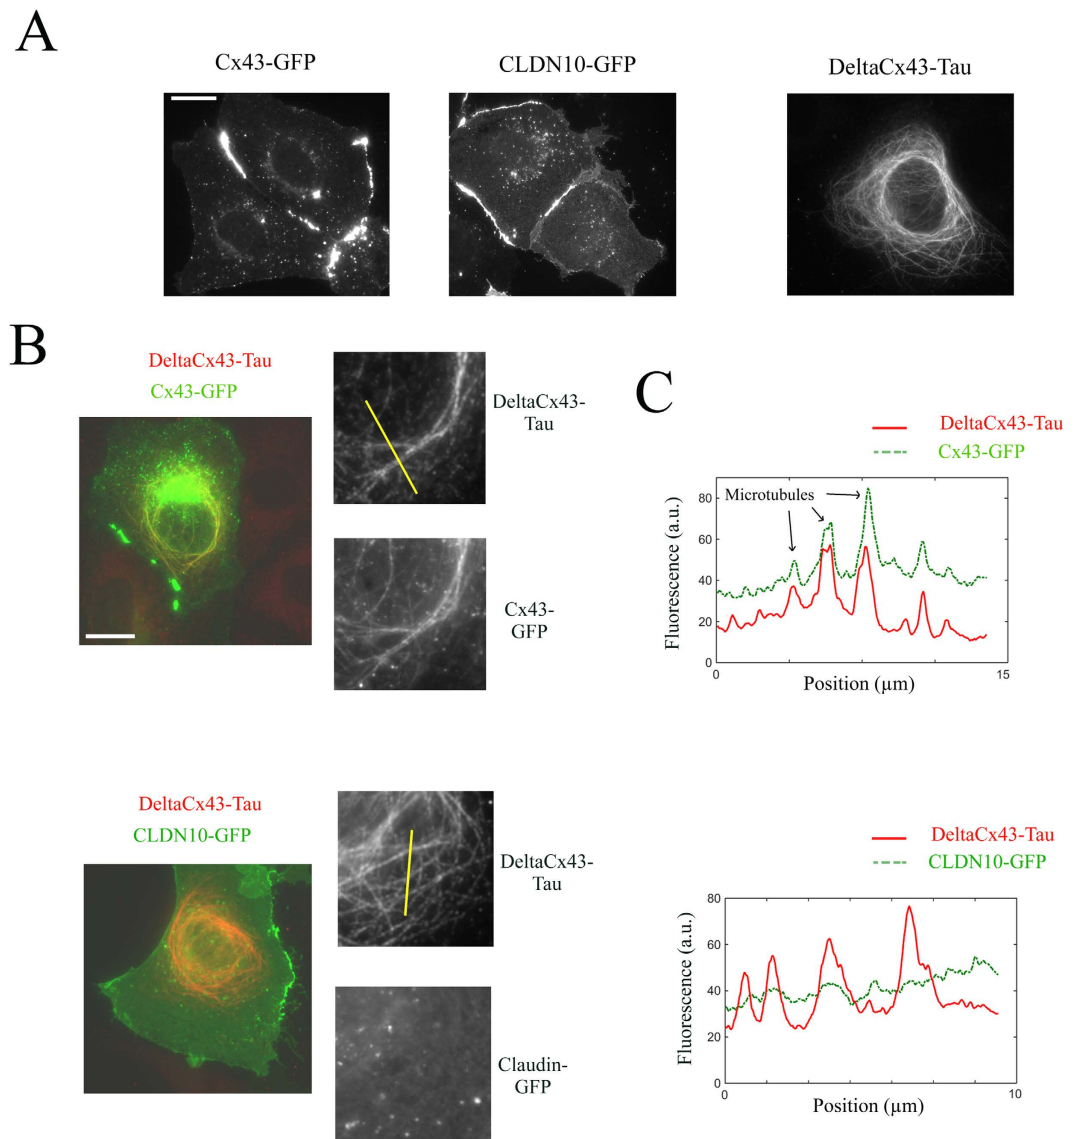 A
Cx43-GFP
CLDN10-GFP
DeltaCx43-Tau
B
DeltaCx43-Tau
Cx43-GFP
DeltaCx43-
Tau
Cx43-
GFP
C
DeltaCx43-Tau
Cx43-GFP
Microtubules
80
60
40
20
0
0
15
Fluorescence (a.u.)
Position (µm)
DeltaCx43-Tau
CLDN10-GFP
DeltaCx43-
Tau
Claudin-
GFP
DeltaCx43-Tau
CLDN10-GFP
80
60
40
20
0
0
10
Fluorescence (a.u.)
Position (µm)